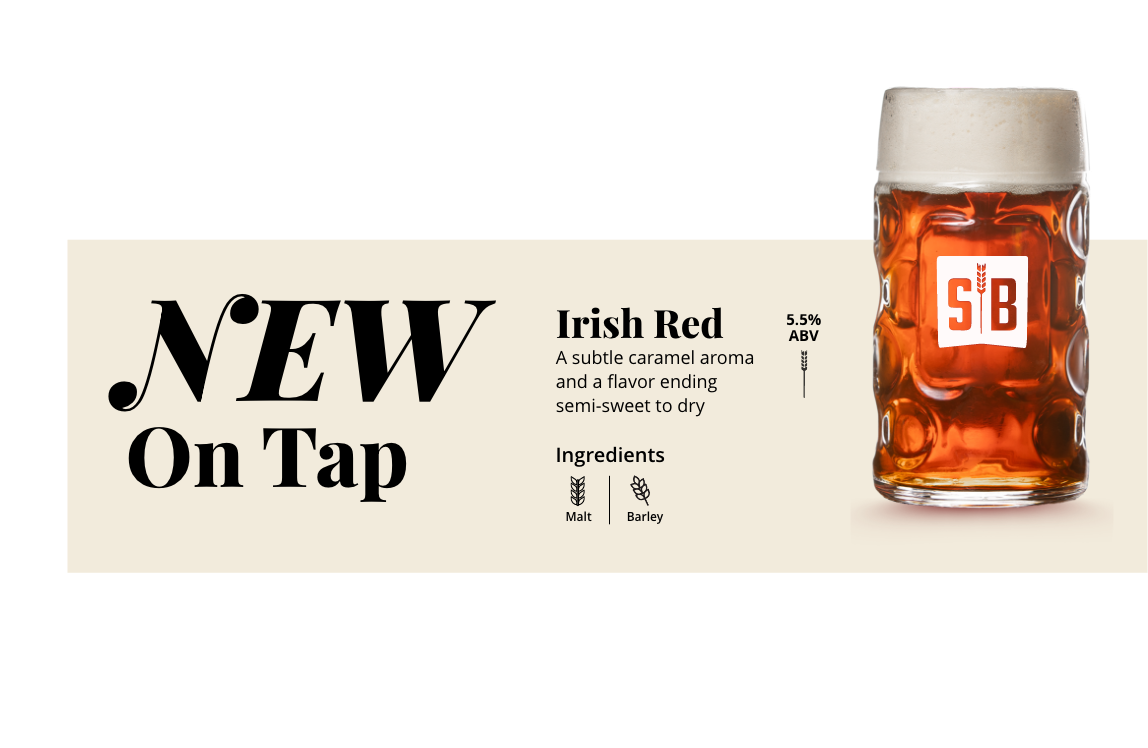 NEW
On Tap
Irish Red
A subtle caramel aroma
and a flavor ending
semi-sweet to dry
5.5%
ABV
Ingredients
Malt
Barley
S B